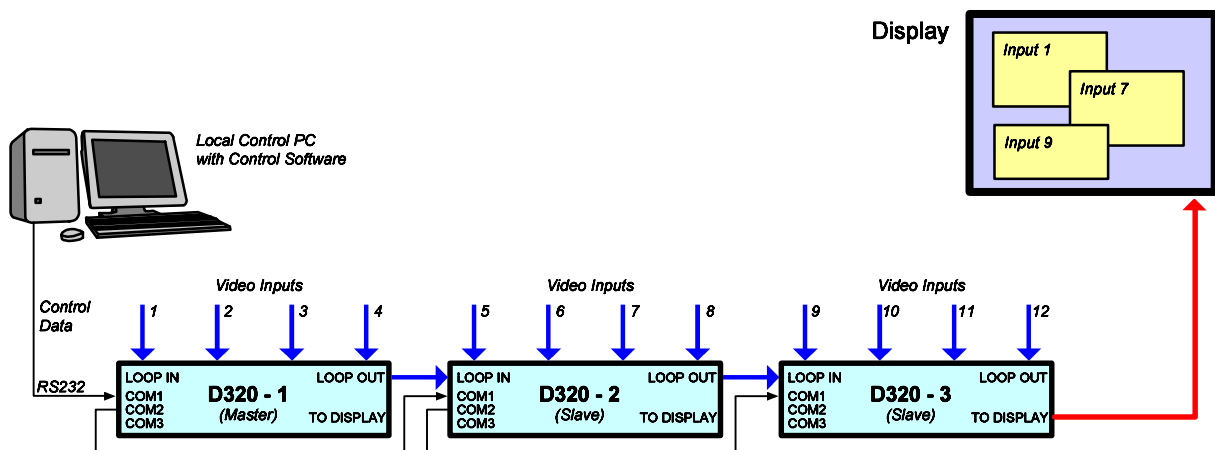 Display
Input 1
Input 7
Input 9
Local Control PC
with Control Software
Control
Data
RS232
Video Inputs
1
2
3
4
Video Inputs
5
6
7
8
Video Inputs
9
10
11
12
LOOP IN
LOOP OUT
D320 - 1
(Master)
COM1
COM2
COM3
TO DISPLAY
LOOP IN
LOOP OUT
D320 - 2
(Slave)
COM1
COM2
COM3
TO DISPLAY
LOOP IN
LOOP OUT
D320 - 3
(Slave)
COM1
COM2
COM3
TO DISPLAY